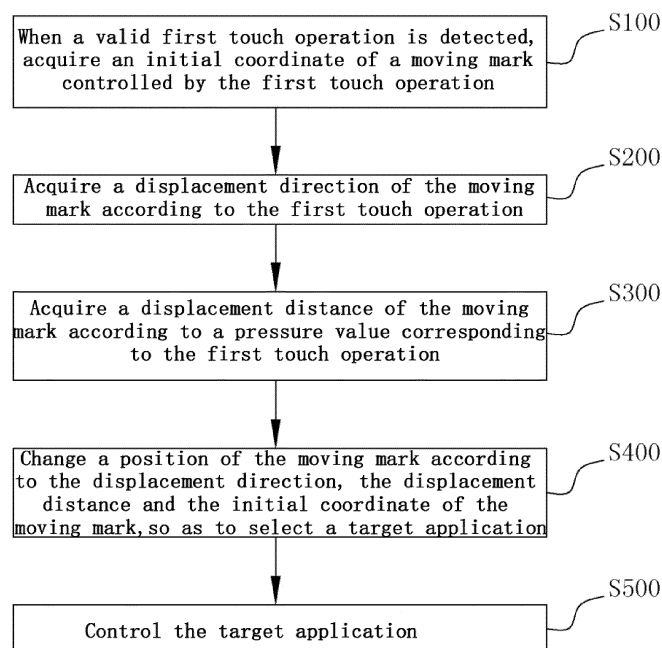 When a valid first touch operation is detected,
acquire an initial coordinate of a moving mark
controlled by the first touch operation
S100
Acquire a displacement direction of the moving
mark according to the first touch operation
S200
Acquire a displacement distance of the moving
mark according to a pressure value corresponding
to the first touch operation
S300
Change a position of the moving mark according
to the displacement direction, the displacement
distance and the initial coordinate of the
moving mark, so as to select a target application
S400
Control the target application
S500